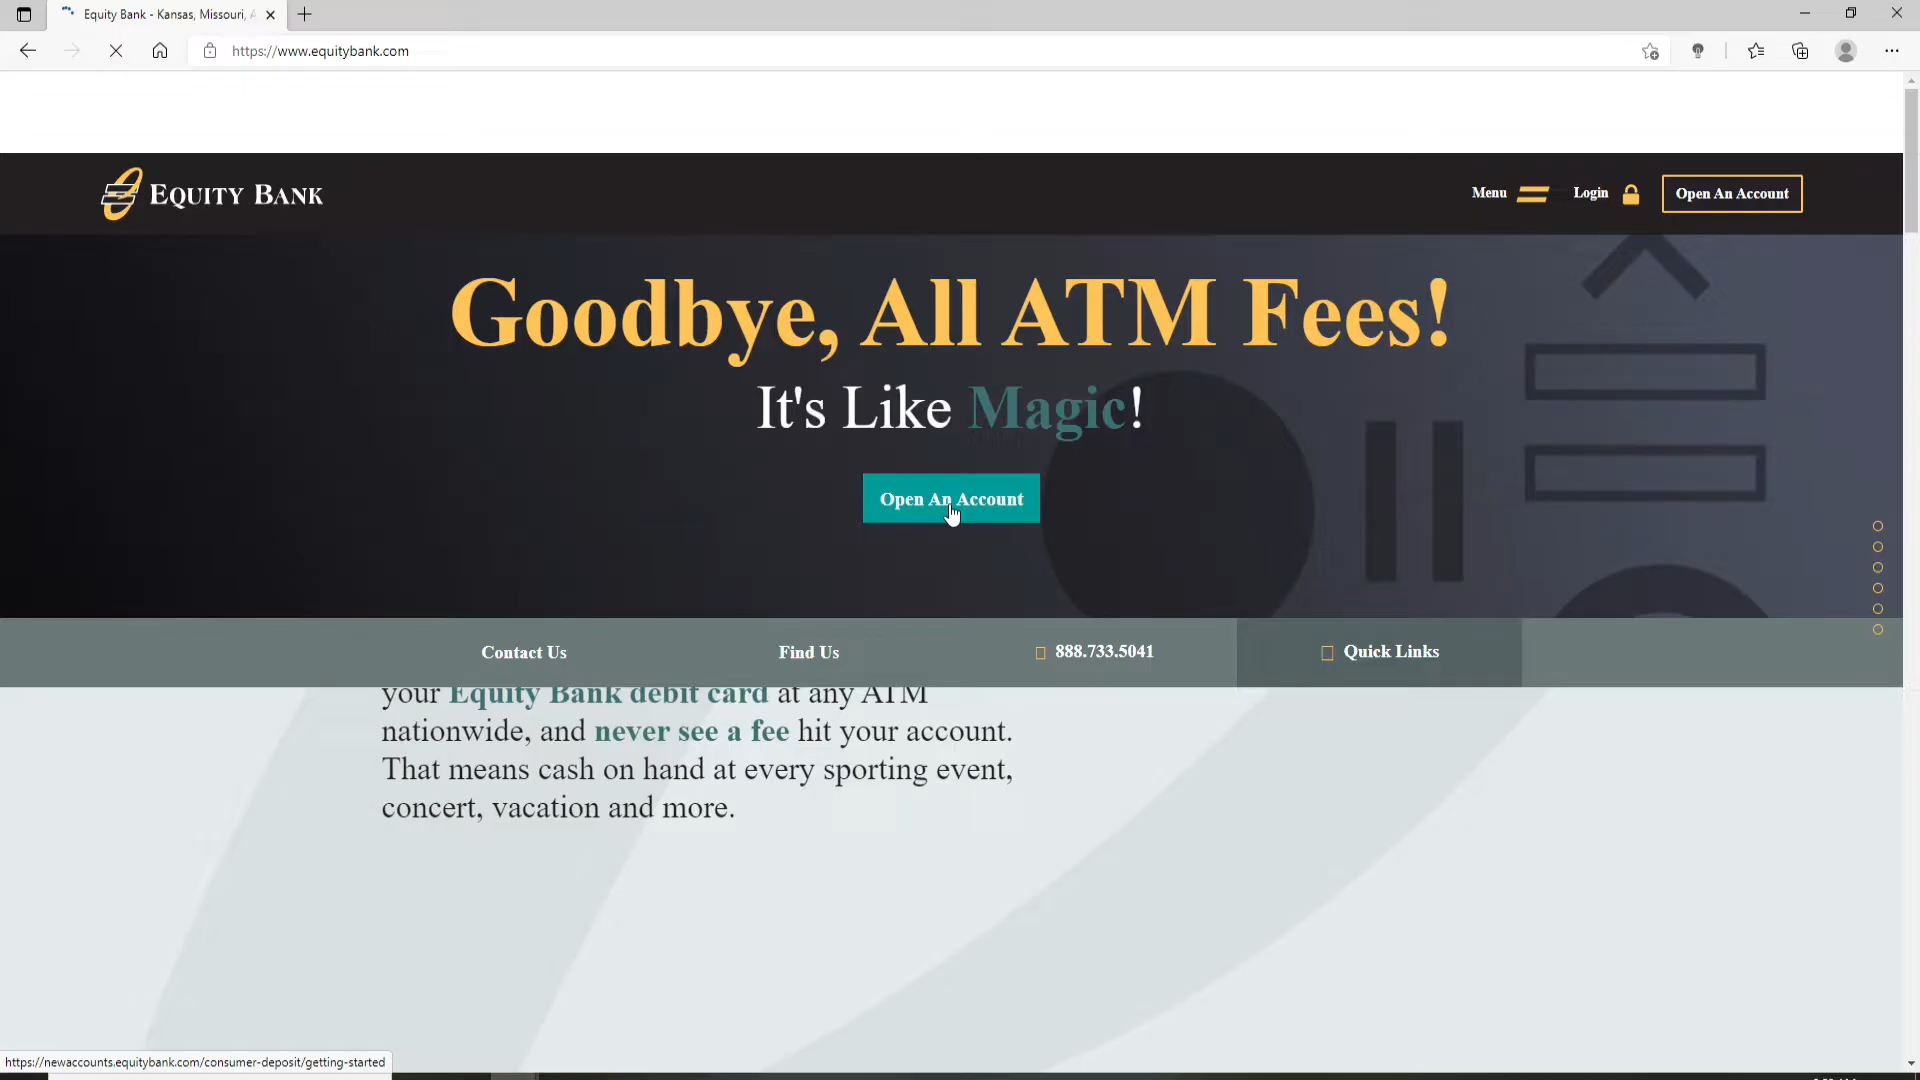 Equity Bank - Kansas, Missouri,
https://www.equitybank.com
EQUITY BANK
Menu
Login
Open An Account
Goodbye, All ATM Fees!
It's Like Magic!
Open An Account
Contact Us
Find Us
888.733.5041
Quick Links
your Equity Bank debit card at any ATM
nationwide, and never see a fee hit your account.
That means cash on hand at every sporting event,
concert, vacation and more.
https://newaccounts.equitybank.com/consumer-deposit/getting-started